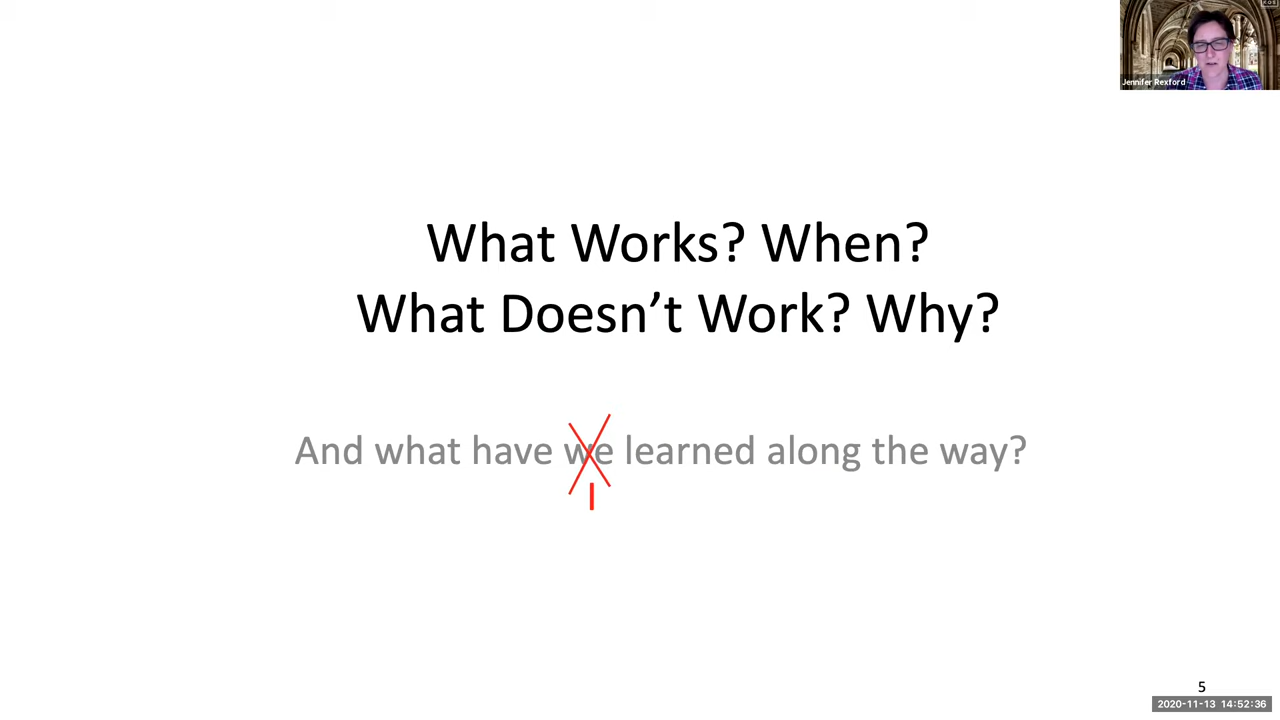 Jennifer Rexford
What Works? When?
What Doesn’t Work? Why?
And what have we learned along the way?
I
5
2020-11-13 14:52:36